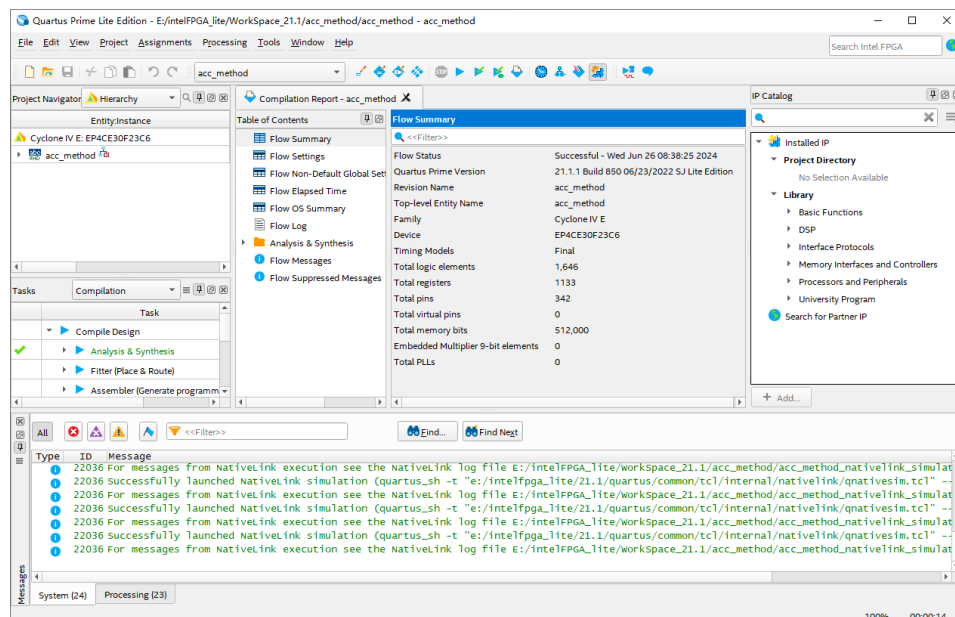 Quartus Prime Lite Edition - E:/intelFPGA_lite/WorkSpace_21.1/acc_method/acc_method - acc_method
File Edit View Project Assignments Processing Tools Window Help
Search Intel FPGA
acc_method
Project Navigator Hierarchy
Entity:Instance
Cyclone IV E: EP4CE30F23C6
acc_method
Tasks Compilation
Task
Compile Design
Analysis & Synthesis
Fitter (Place & Route)
Assembler (Generate programm
Compilation Report - acc_method
Table of Contents
Flow Summary
Flow Settings
Flow Non-Default Global Sett
Flow Elapsed Time
Flow OS Summary
Flow Log
Analysis & Synthesis
Flow Messages
Flow Suppressed Messages
Flow Summary
<<Filter>>
Flow Status Successful - Wed Jun 26 08:38:25 2024
Quartus Prime Version 21.1.1 Build 850 06/23/2022 SJ Lite Edition
Revision Name acc_method
Top-level Entity Name acc_method
Family Cyclone IV E
Device EP4CE30F23C6
Timing Models Final
Total logic elements 1,646
Total registers 1133
Total pins 342
Total virtual pins 0
Total memory bits 512,000
Embedded Multiplier 9-bit elements 0
Total PLLs 0
IP Catalog
Installed IP
Project Directory
No Selection Available
Library
Basic Functions
DSP
Interface Protocols
Memory Interfaces and Controllers
Processors and Peripherals
University Program
Search for Partner IP
+ Add...
All <<Filter>> Find... Find Next
Type ID Message
22036 For messages from NativeLink execution see the NativeLink log file E:/intelFPGA_lite/WorkSpace_21.1/acc_method/acc_method_nativelink_simulat
22036 Successfully launched NativeLink simulation (quartus_sh -t "e:/intelfpga_lite/21.1/quartus/common/tcl/internal/nativelink/qnativesim.tcl" --
22036 For messages from NativeLink execution see the NativeLink log file E:/intelFPGA_lite/WorkSpace_21.1/acc_method/acc_method_nativelink_simulat
22036 Successfully launched NativeLink simulation (quartus_sh -t "e:/intelfpga_lite/21.1/quartus/common/tcl/internal/nativelink/qnativesim.tcl" --
22036 For messages from NativeLink execution see the NativeLink log file E:/intelFPGA_lite/WorkSpace_21.1/acc_method/acc_method_nativelink_simulat
22036 Successfully launched NativeLink simulation (quartus_sh -t "e:/intelfpga_lite/21.1/quartus/common/tcl/internal/nativelink/qnativesim.tcl" --
22036 For messages from NativeLink execution see the NativeLink log file E:/intelFPGA_lite/WorkSpace_21.1/acc_method/acc_method_nativelink_simulat
Messages
System (24) Processing (23)
100% 00:00:14